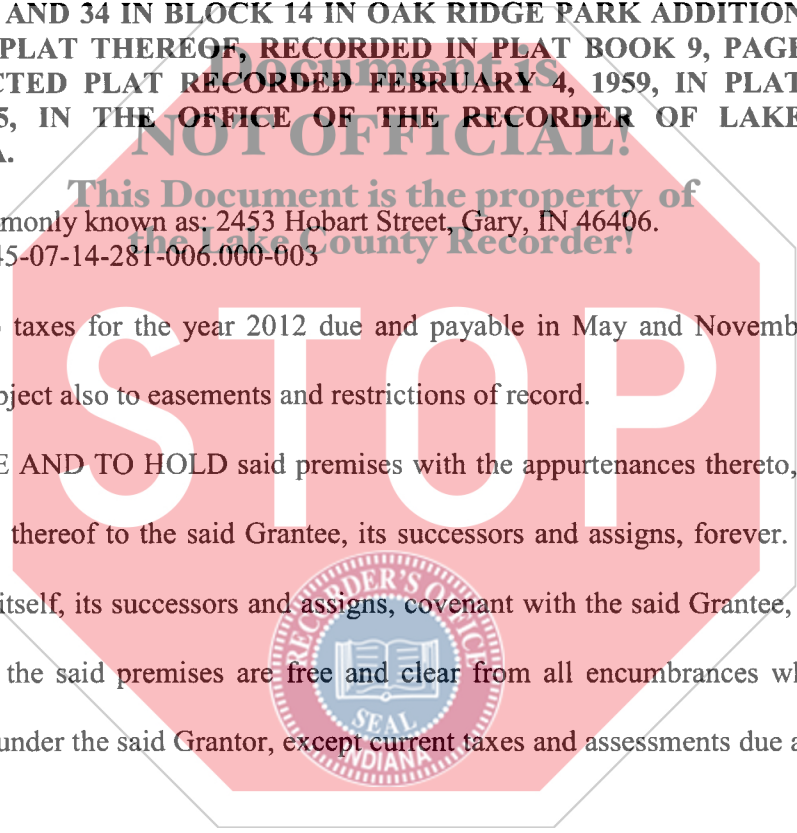 AND 34 IN BLOCK 14 IN OAK RIDGE PARK ADDITION
PLAT THEREOF, RECORDED IN PLAT BOOK 9, PAGE
CTED PLAT RECORDED FEBRUARY 4, 1959, IN PLAT
5, IN THE OFFICE OF THE RECORDER OF LAKE
A.
Document is
NOT OFFICIAL!
This Document is the property of
the Lake County Recorder!
monly known as: 2453 Hobart Street, Gary, IN 46406.
45-07-14-281-006.000-003
taxes for the year 2012 due and payable in May and Novemb
bject also to easements and restrictions of record.
STOP
E AND TO HOLD said premises with the appurtenances thereto,
thereof to the said Grantee, its successors and assigns, forever.
itself, its successors and assigns, covenant with the said Grantee,
the said premises are free and clear from all encumbrances wh
under the said Grantor, except current taxes and assessments due a
RECORDER'S OFFICE
SEAL
INDIANA